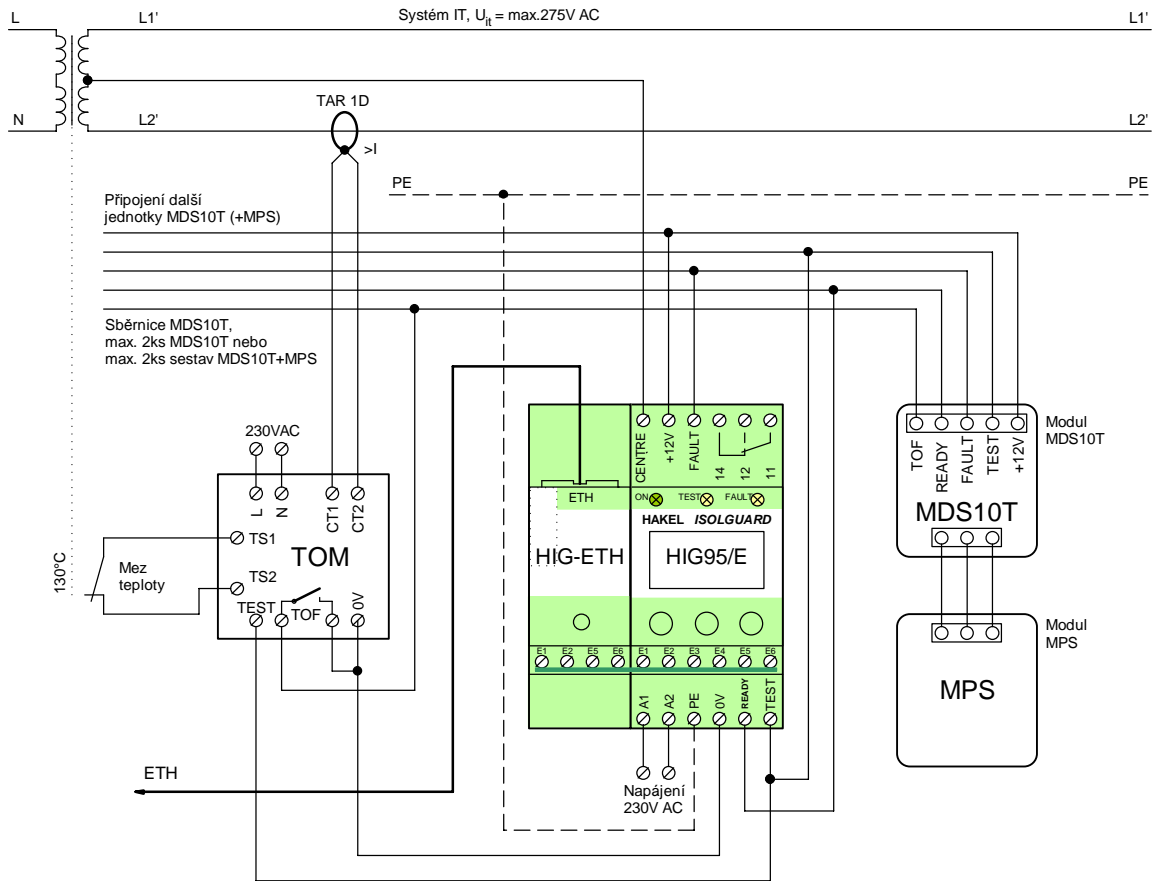 L
L1'
Systém IT, Uit = max.275V AC
L1'
TAR 1D
N
L2'
L2'
>I
PE
PE
Připojení další
jednotky MDS10T (+MPS)
Sběrnice MDS10T,
max. 2ks MDS10T nebo
max. 2ks sestav MDS10T+MPS
230VAC
L
N
CT1
CT2
TS1
TOM
TS2
TEST
TOF
0V
130°C
Mez
teploty
CENTRE
+12V
FAULT
14
12
11
ETH
ON
TEST
FAULT
HAKEL ISOLGUARD
HIG-ETH
HIG95/E
E1
E2
E5
E6
E1
E2
E3
E4
E5
E6
A1
A2
PE
0V
READY
TEST
Napájení
230V AC
ETH
TOF
READY
FAULT
TEST
+12V
Modul
MDS10T
MDS10T
Modul
MPS
MPS